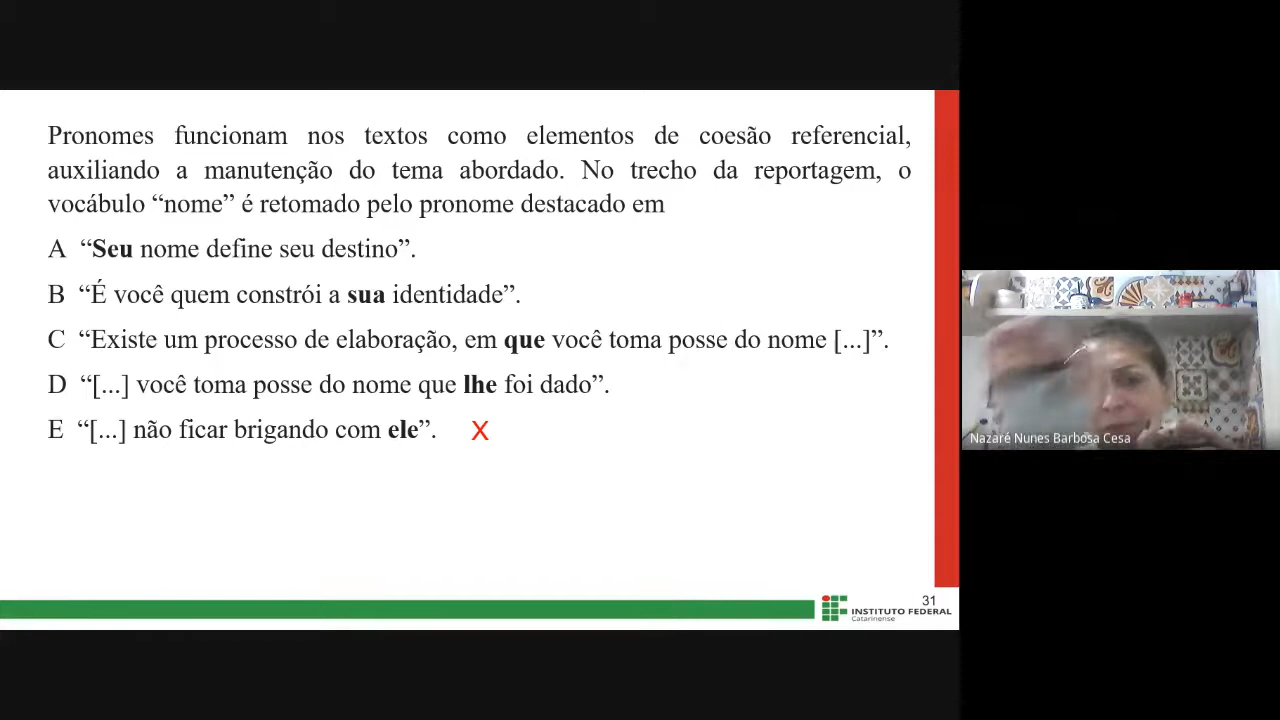 Pronomes funcionam nos textos como elementos de coesão referencial,
auxiliando a manutenção do tema abordado. No trecho da reportagem, o
vocábulo “nome” é retomado pelo pronome destacado em
A “Seu nome define seu destino”.
B “É você quem constrói a sua identidade”.
C “Existe um processo de elaboração, em que você toma posse do nome [...]”.
D “[...] você toma posse do nome que lhe foi dado”.
E “[...] não ficar brigando com ele”. X
Nazaré Nunes Barbosa Cesa
31
INSTITUTO FEDERAL
Catarinense